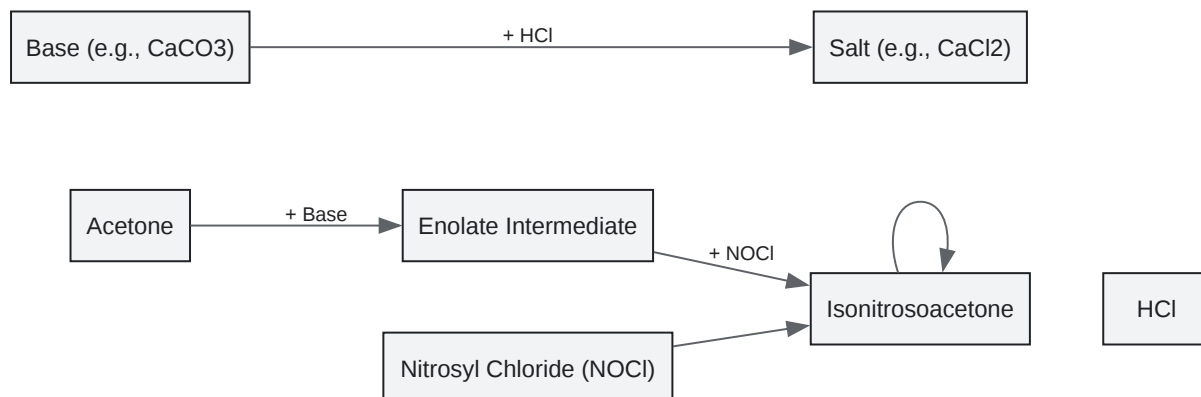 Base (e.g., CaCO3)
+ HCl
Salt (e.g., CaCl2)
Acetone
+ Base
Enolate Intermediate
+ NOCl
Isonitrosoacetone
HCl
Nitrosyl Chloride (NOCl)